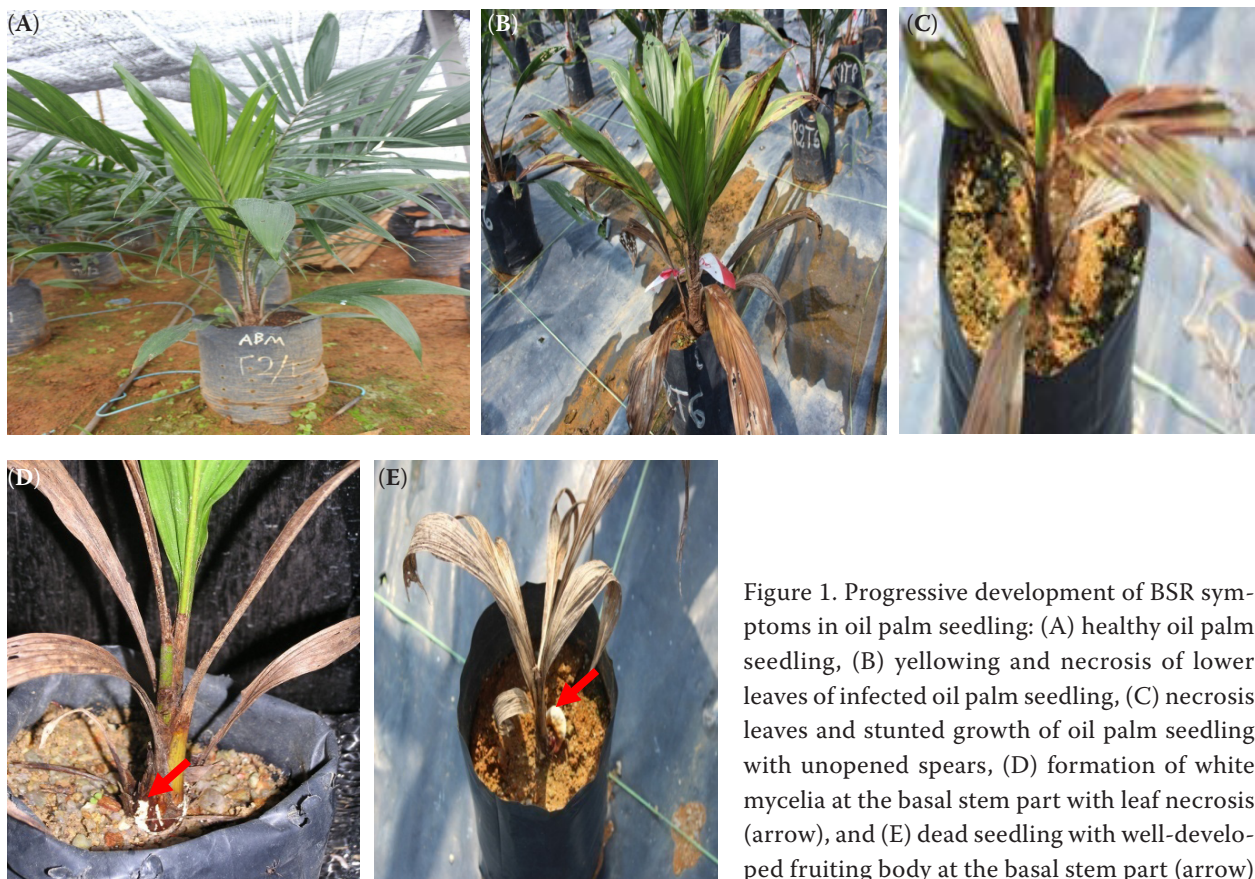 (A)
(B)
(C)
ABM
T6
(D)
(E)
Figure 1. Progressive development of BSR sym-
ptoms in oil palm seedling: (A) healthy oil palm
seedling, (B) yellowing and necrosis of lower
leaves of infected oil palm seedling, (C) necrosis
leaves and stunted growth of oil palm seedling
with unopened spears, (D) formation of white
mycelia at the basal stem part with leaf necrosis
(arrow), and (E) dead seedling with well-develo-
ped fruiting body at the basal stem part (arrow)